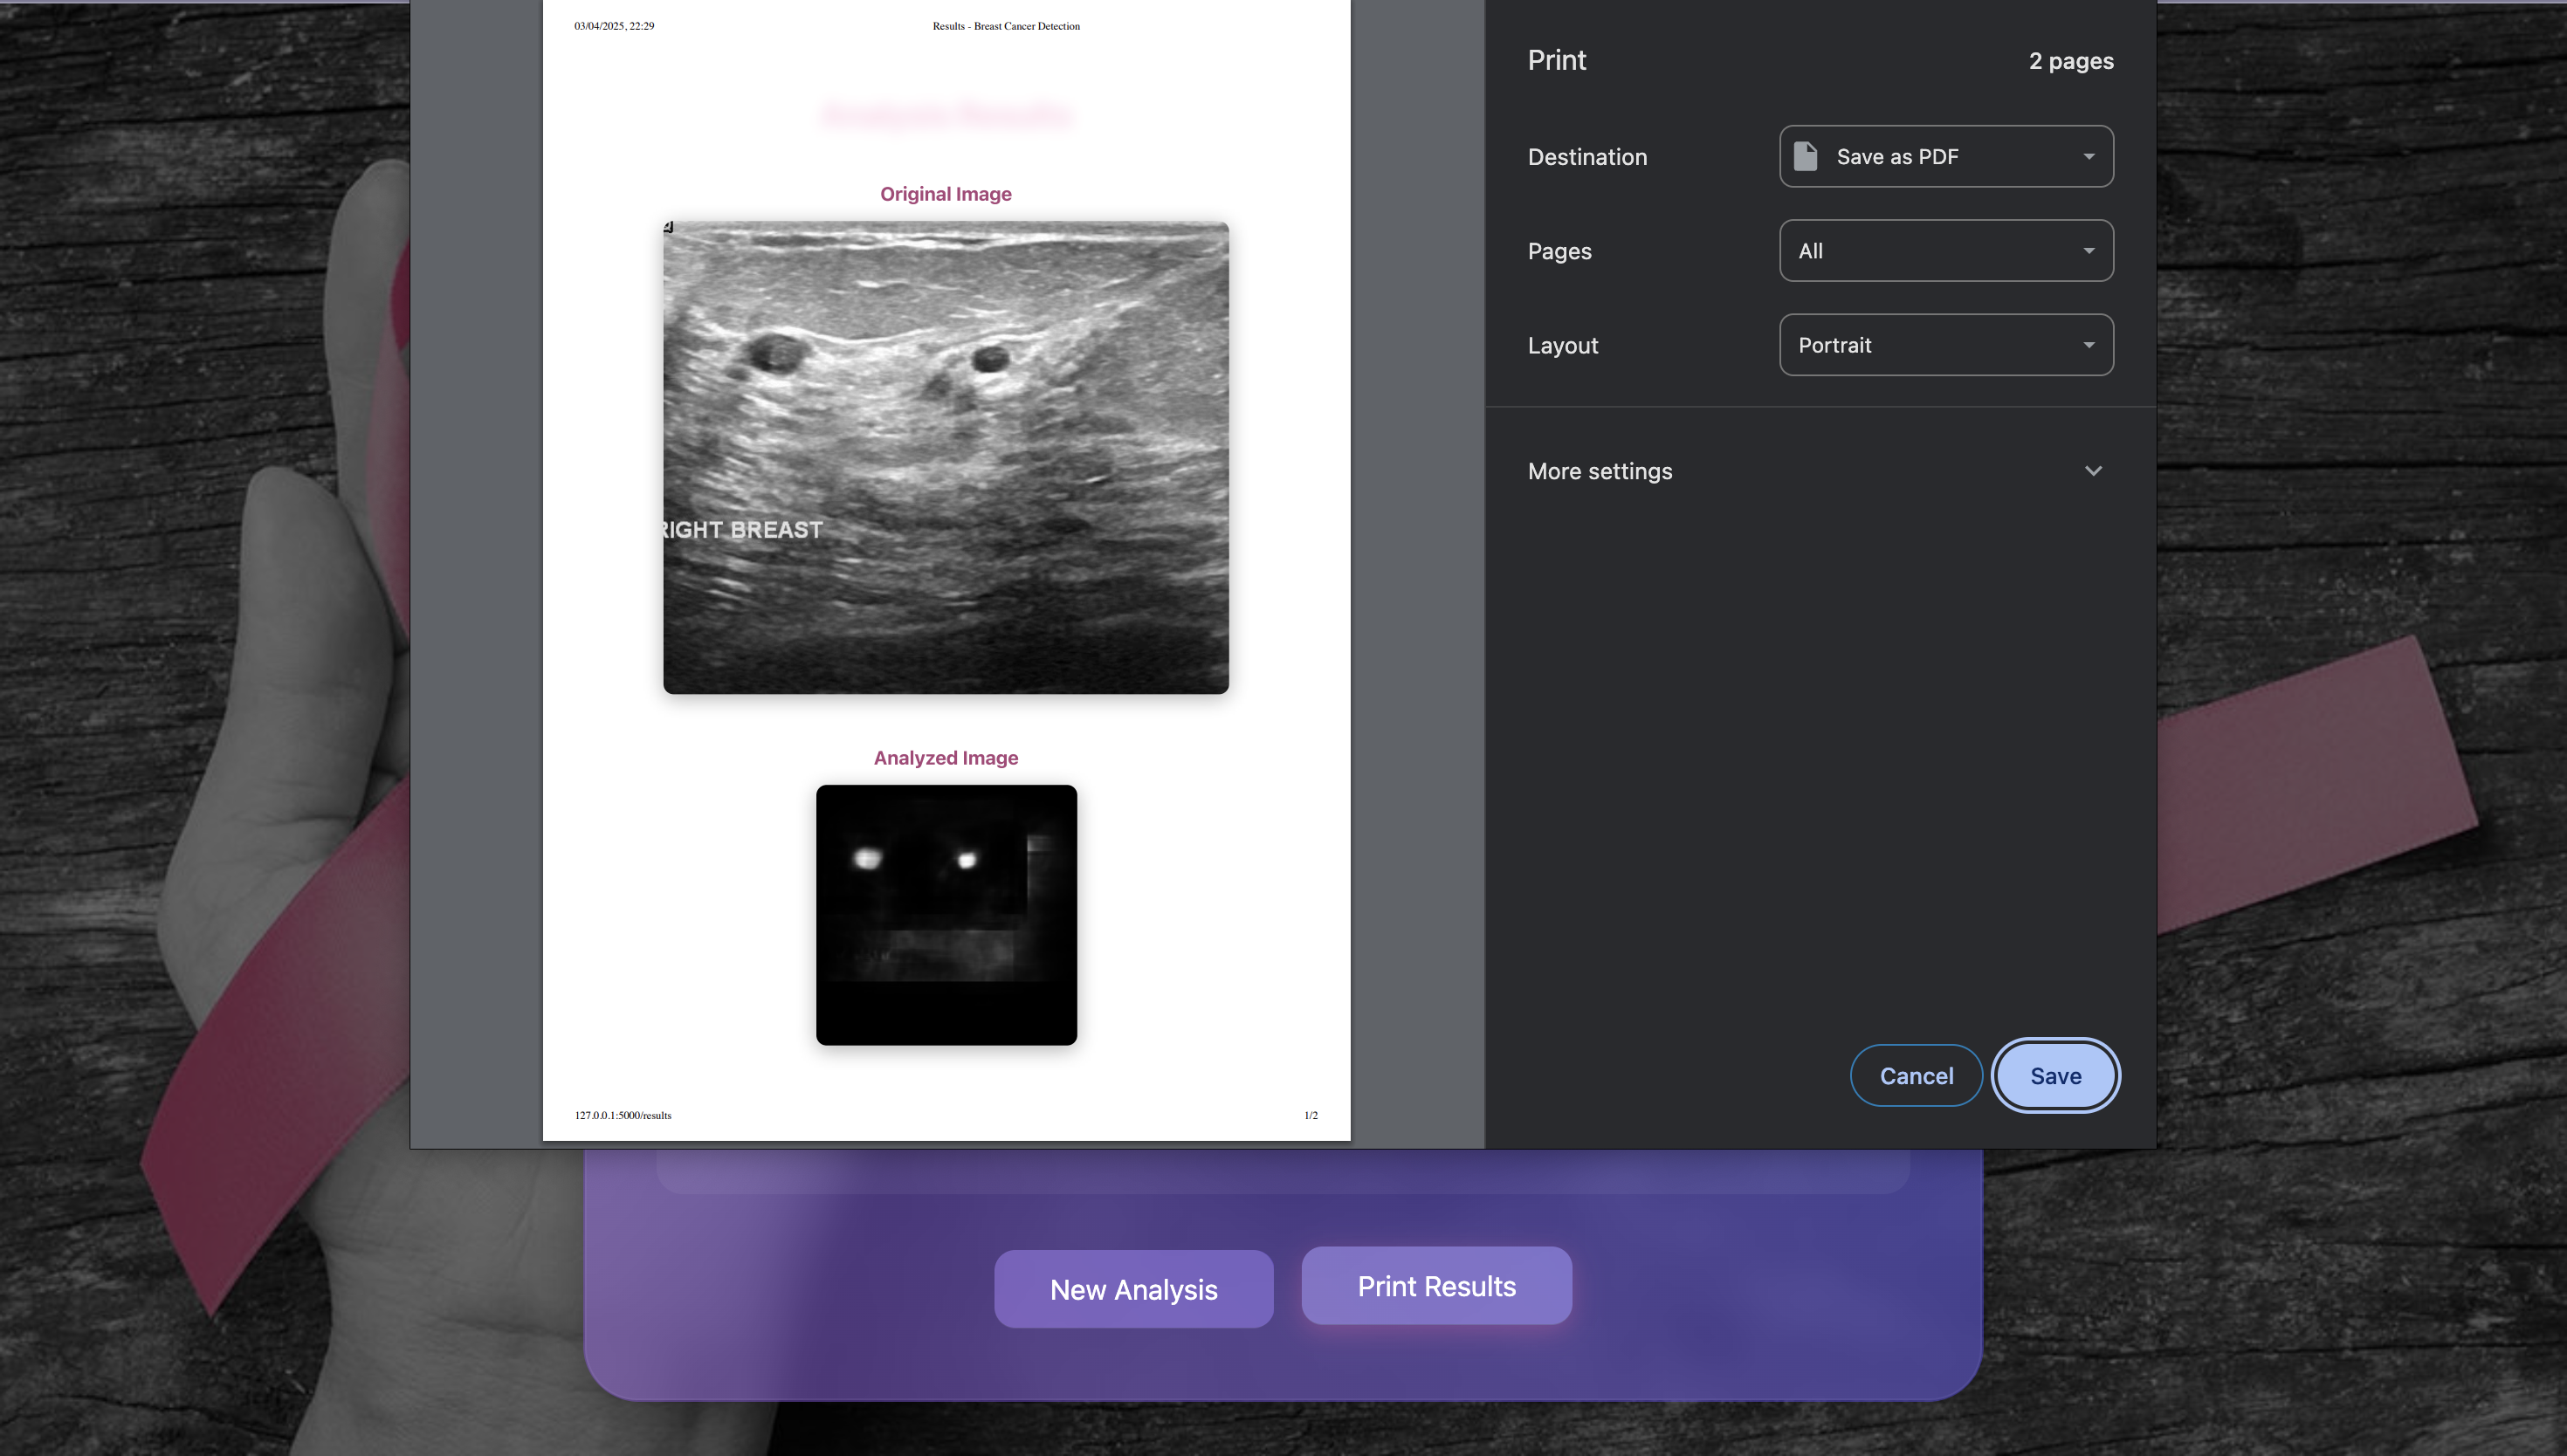 03/04/2025, 22:29
Results - Breast Cancer Detection
Analysis Results
Original Image
RIGHT BREAST
Analyzed Image
127.0.0.1:5000/results
1/2
Print
2 pages
Destination
Save as PDF
Pages
All
Layout
Portrait
More settings
Cancel
Save
New Analysis
Print Results